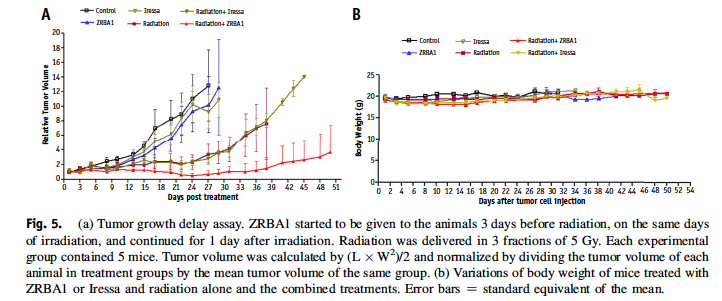 A
Control
Iressa
Radiation+ Iressa
ZRBA1
Radiation
Radiation+ ZRBA1
Relative Tumor Volume
20
18
16
14
12
10
8
6
4
2
0
0 3 6 9 12 15 18 21 24 27 30 33 36 39 42 45 48 51
Days post treatment
B
Control
Iressa
Radiation+ ZRBA1
ZRBA1
Radiation
Radiation+ Iressa
Body Weight (g)
25
20
15
10
5
0
0 2 4 6 8 10 12 14 16 18 20 22 24 26 28 30 32 34 36 38 40 42 44 46 48 50 52 54
Days after tumor cell injection
Fig. 5. (a) Tumor growth delay assay. ZRBA1 started to be given to the animals 3 days before radiation, on the same days
of irradiation, and continued for 1 day after irradiation. Radiation was delivered in 3 fractions of 5 Gy. Each experimental
group contained 5 mice. Tumor volume was calculated by (L × W²)/2 and normalized by dividing the tumor volume of each
animal in treatment groups by the mean tumor volume of the same group. (b) Variations of body weight of mice treated with
ZRBA1 or Iressa and radiation alone and the combined treatments. Error bars = standard equivalent of the mean.